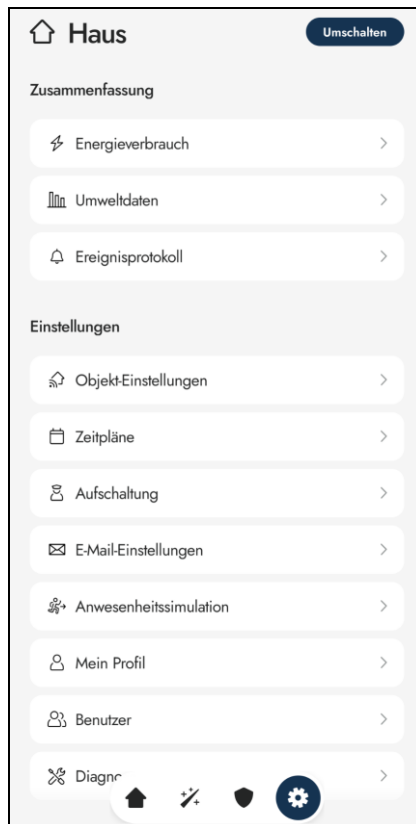 Haus
Umschalten
Zusammenfassung
Energieverbrauch
Umweltdaten
Ereignisprotokoll
Einstellungen
Objekt-Einstellungen
Zeitpläne
Aufschaltung
E-Mail-Einstellungen
Anwesenheitssimulation
Mein Profil
Benutzer